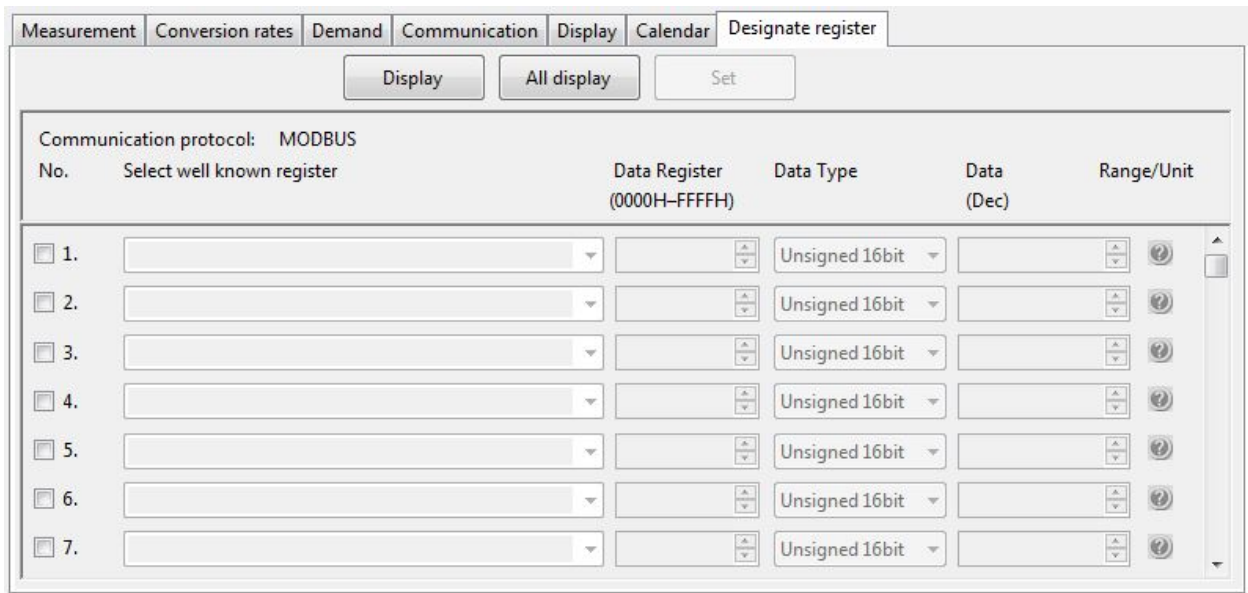 Measurement Conversion rates Demand Communication Display Calendar Designate register
Display All display Set
Communication protocol: MODBUS
No. Select well known register Data Register Data Type Data Range/Unit
(0000H–FFFFH) (Dec)
1. Unsigned 16bit ?
2. Unsigned 16bit ?
3. Unsigned 16bit ?
4. Unsigned 16bit ?
5. Unsigned 16bit ?
6. Unsigned 16bit ?
7. Unsigned 16bit ?